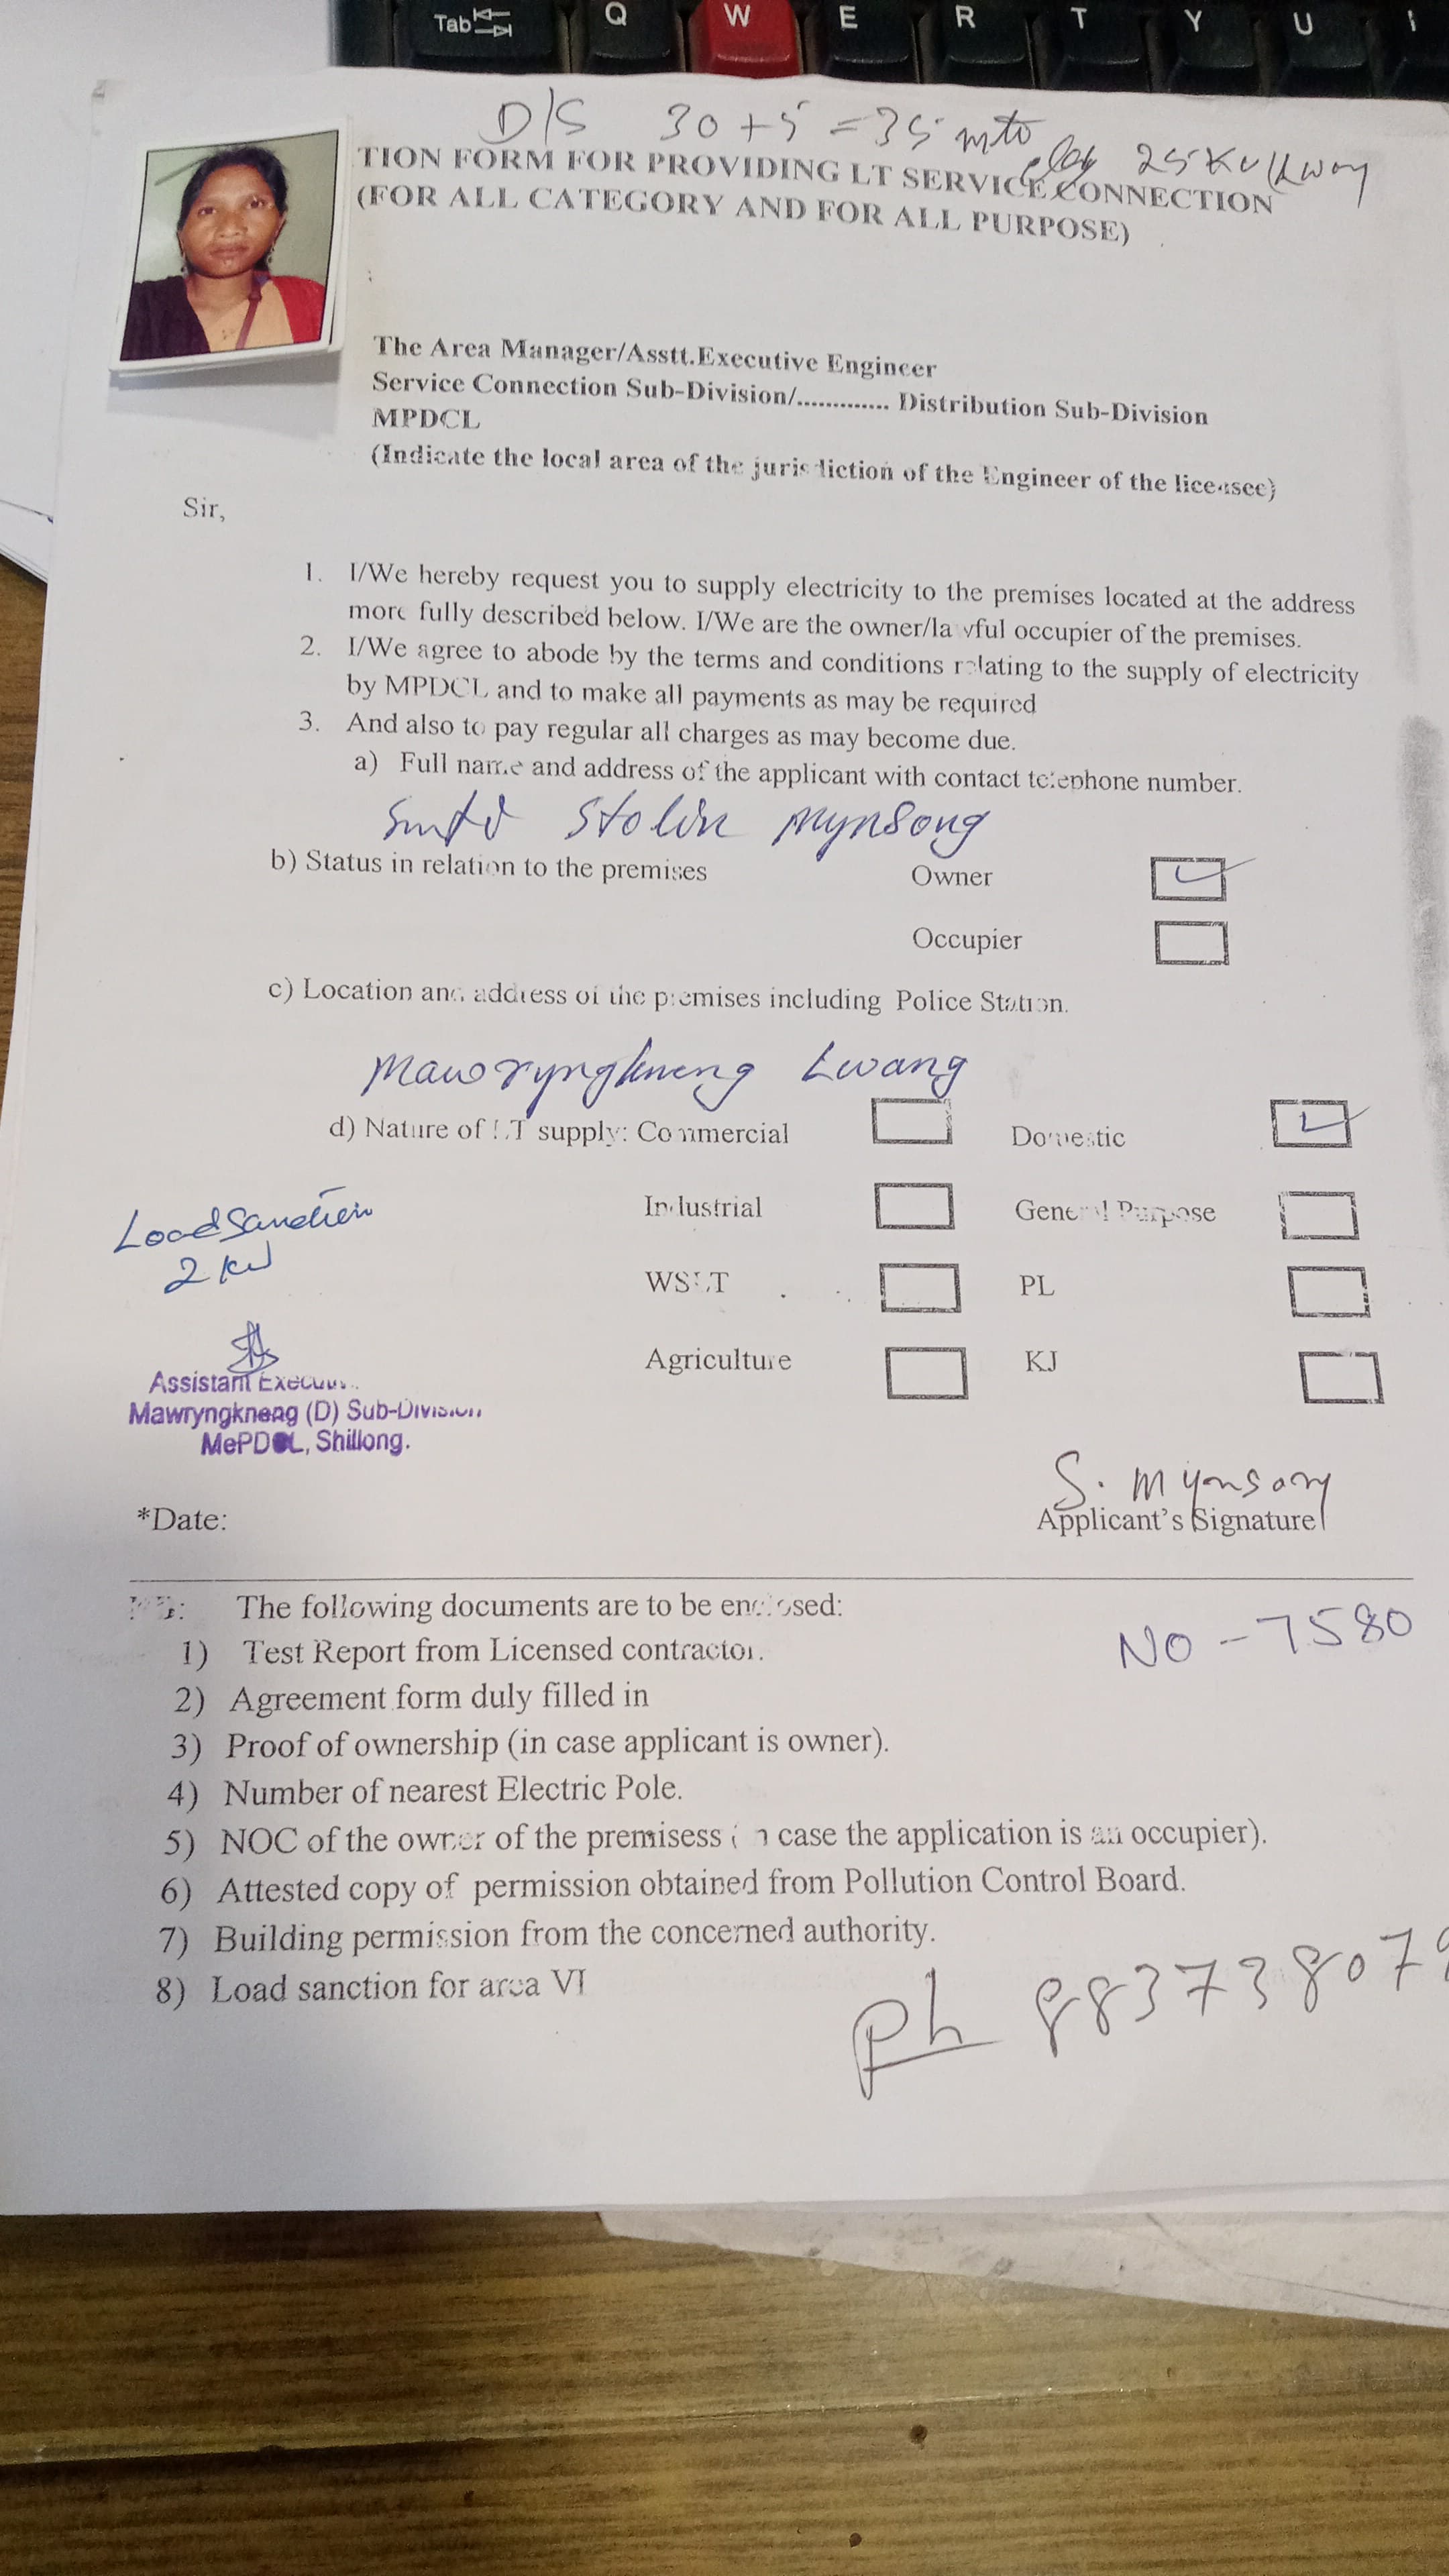 Tab Q W E R T Y U I
D/S 30 + 5 = 35 mto
25 KV
TION FORM FOR PROVIDING LT SERVICE CONNECTION
(FOR ALL CATEGORY AND FOR ALL PURPOSE)
The Area Manager/Asstt.Executive Engineer
Service Connection Sub-Division/............. Distribution Sub-Division
MPDCL
(Indicate the local area of the jurisdiction of the Engineer of the licensee)
Sir,
1. I/We hereby request you to supply electricity to the premises located at the address
more fully described below. I/We are the owner/lawful occupier of the premises.
2. I/We agree to abode by the terms and conditions relating to the supply of electricity
by MPDCL and to make all payments as may be required
3. And also to pay regular all charges as may become due.
a) Full name and address of the applicant with contact telephone number.
Smti Stolin Mynsong
b) Status in relation to the premises Owner
Occupier
c) Location and address of the premises including Police Station.
Mawryngkneng Lwang
d) Nature of LT supply: Commercial Domestic
Industrial General Purpose
Load Sanction
2 KW
WSLT PL
Agriculture KJ
Assistant Executi
Mawryngkneng (D) Sub-Division
MePDCL, Shillong.
S. Mynsong
*Date: Applicant's Signature
NB: The following documents are to be enclosed:
No - 7580
1) Test Report from Licensed contractor.
2) Agreement form duly filled in
3) Proof of ownership (in case applicant is owner).
4) Number of nearest Electric Pole.
5) NOC of the owner of the premisess (in case the application is an occupier).
6) Attested copy of permission obtained from Pollution Control Board.
7) Building permission from the concerned authority.
8) Load sanction for area VI
Ph 883738079